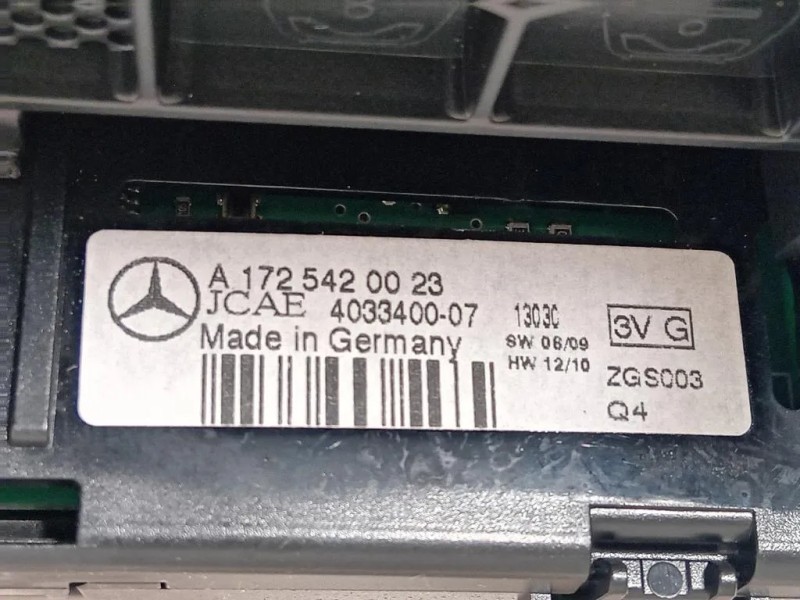 A 172 542 00 23
JCAE 4033400-07
Made in Germany
13030
SW 06/09
HW 12/10
3V G
ZGS003
Q4